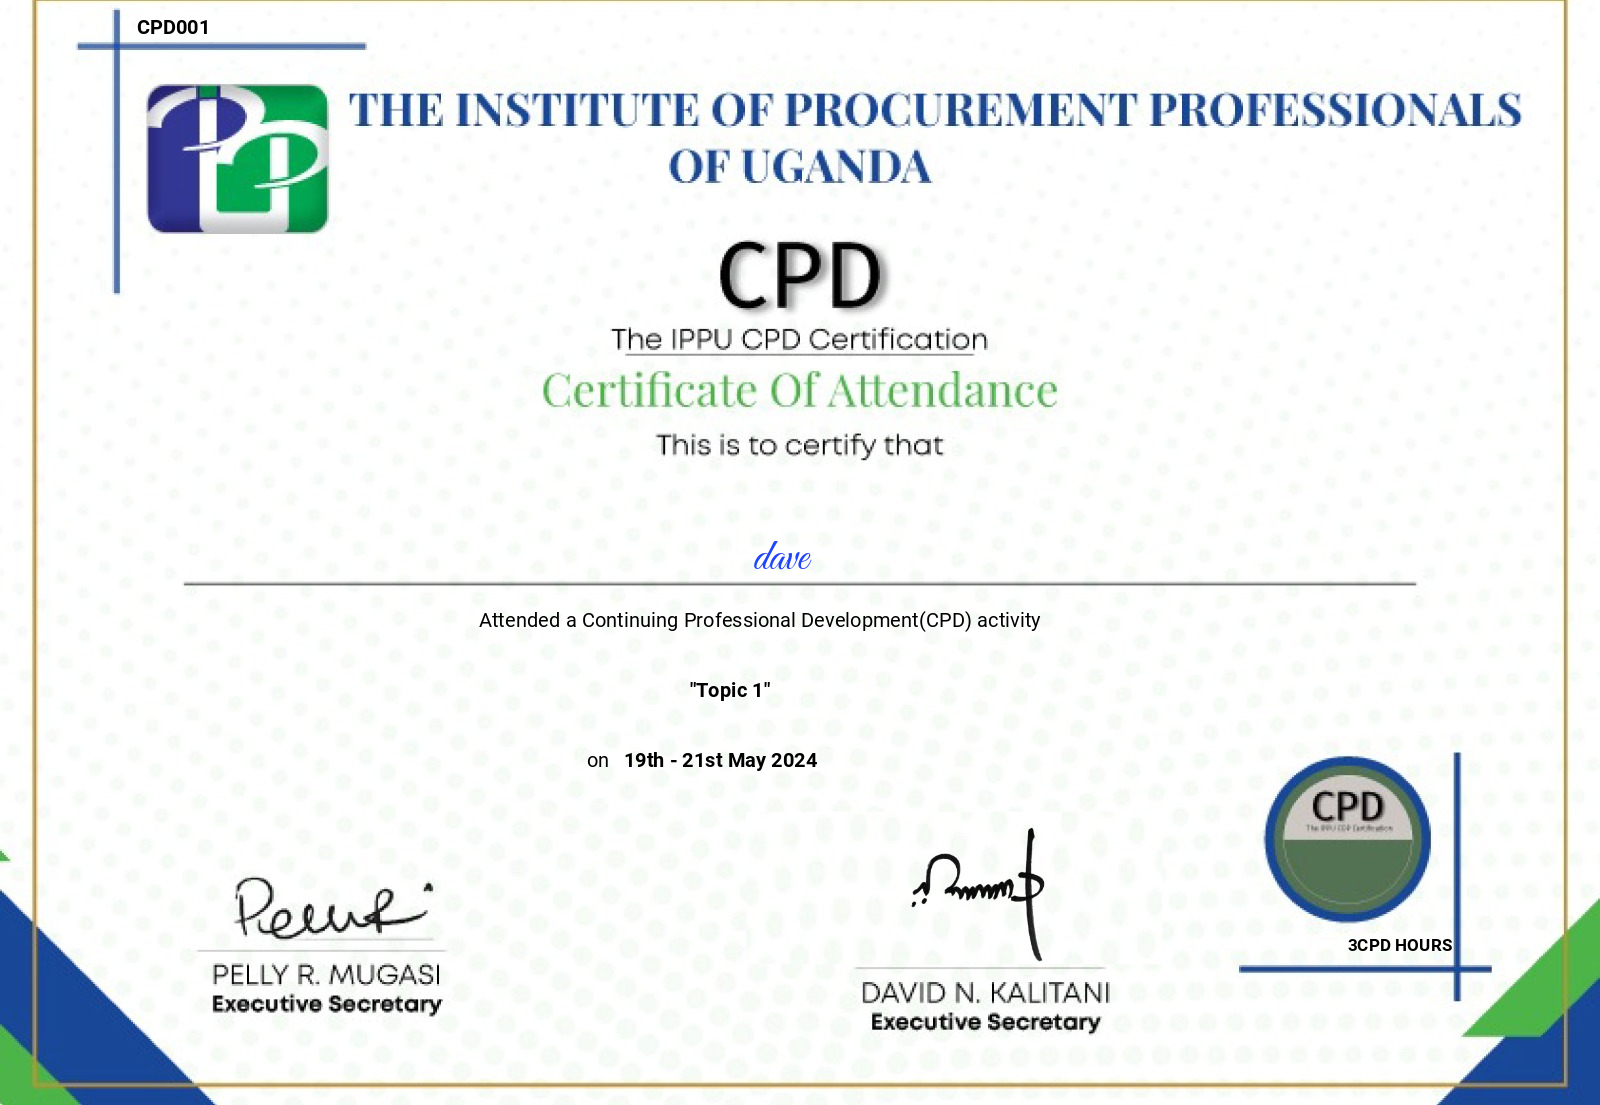 CPD001
THE INSTITUTE OF PROCUREMENT PROFESSIONALS
OF UGANDA
CPD
The IPPU CPD Certification
Certificate Of Attendance
This is to certify that
dave
Attended a Continuing Professional Development(CPD) activity
"Topic 1"
on 19th - 21st May 2024
CPD
The IPPU CDP Certification
3CPD HOURS
PELLY R. MUGASI
Executive Secretary
DAVID N. KALITANI
Executive Secretary